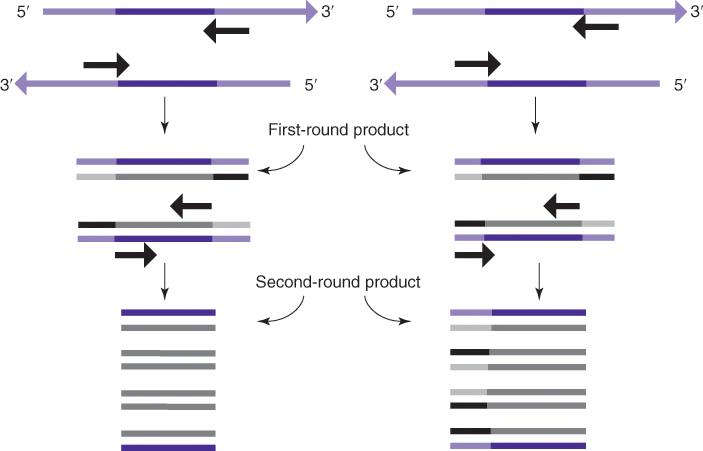 5′ 3′ 5′ 3′
3′ 5′ 3′ 5′
First-round product
Second-round product